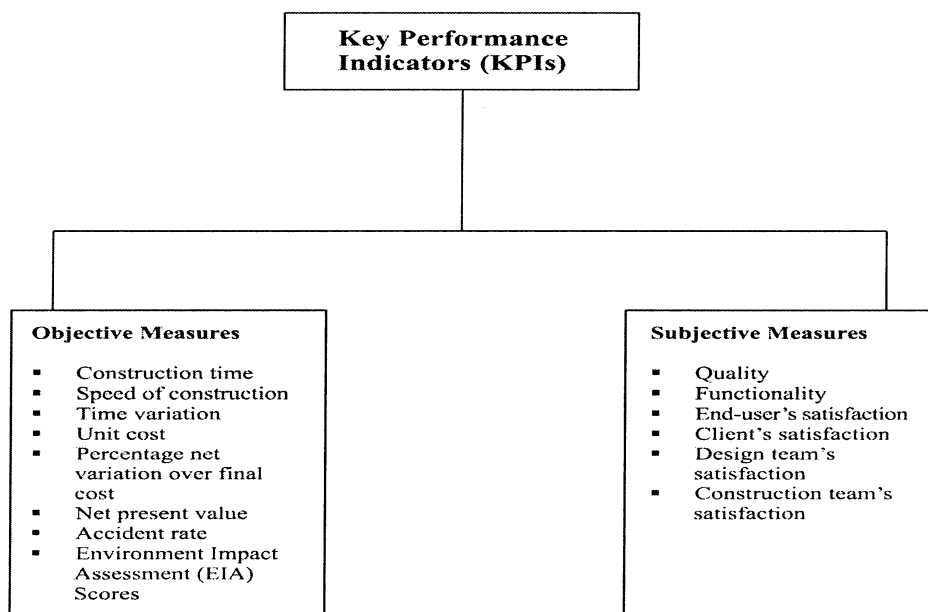 Key Performance
Indicators (KPIs)
Objective Measures
▪ Construction time
▪ Speed of construction
▪ Time variation
▪ Unit cost
▪ Percentage net
variation over final
cost
▪ Net present value
▪ Accident rate
▪ Environment Impact
Assessment (EIA)
Scores
Subjective Measures
▪ Quality
▪ Functionality
▪ End-user's satisfaction
▪ Client's satisfaction
▪ Design team's
satisfaction
▪ Construction team's
satisfaction